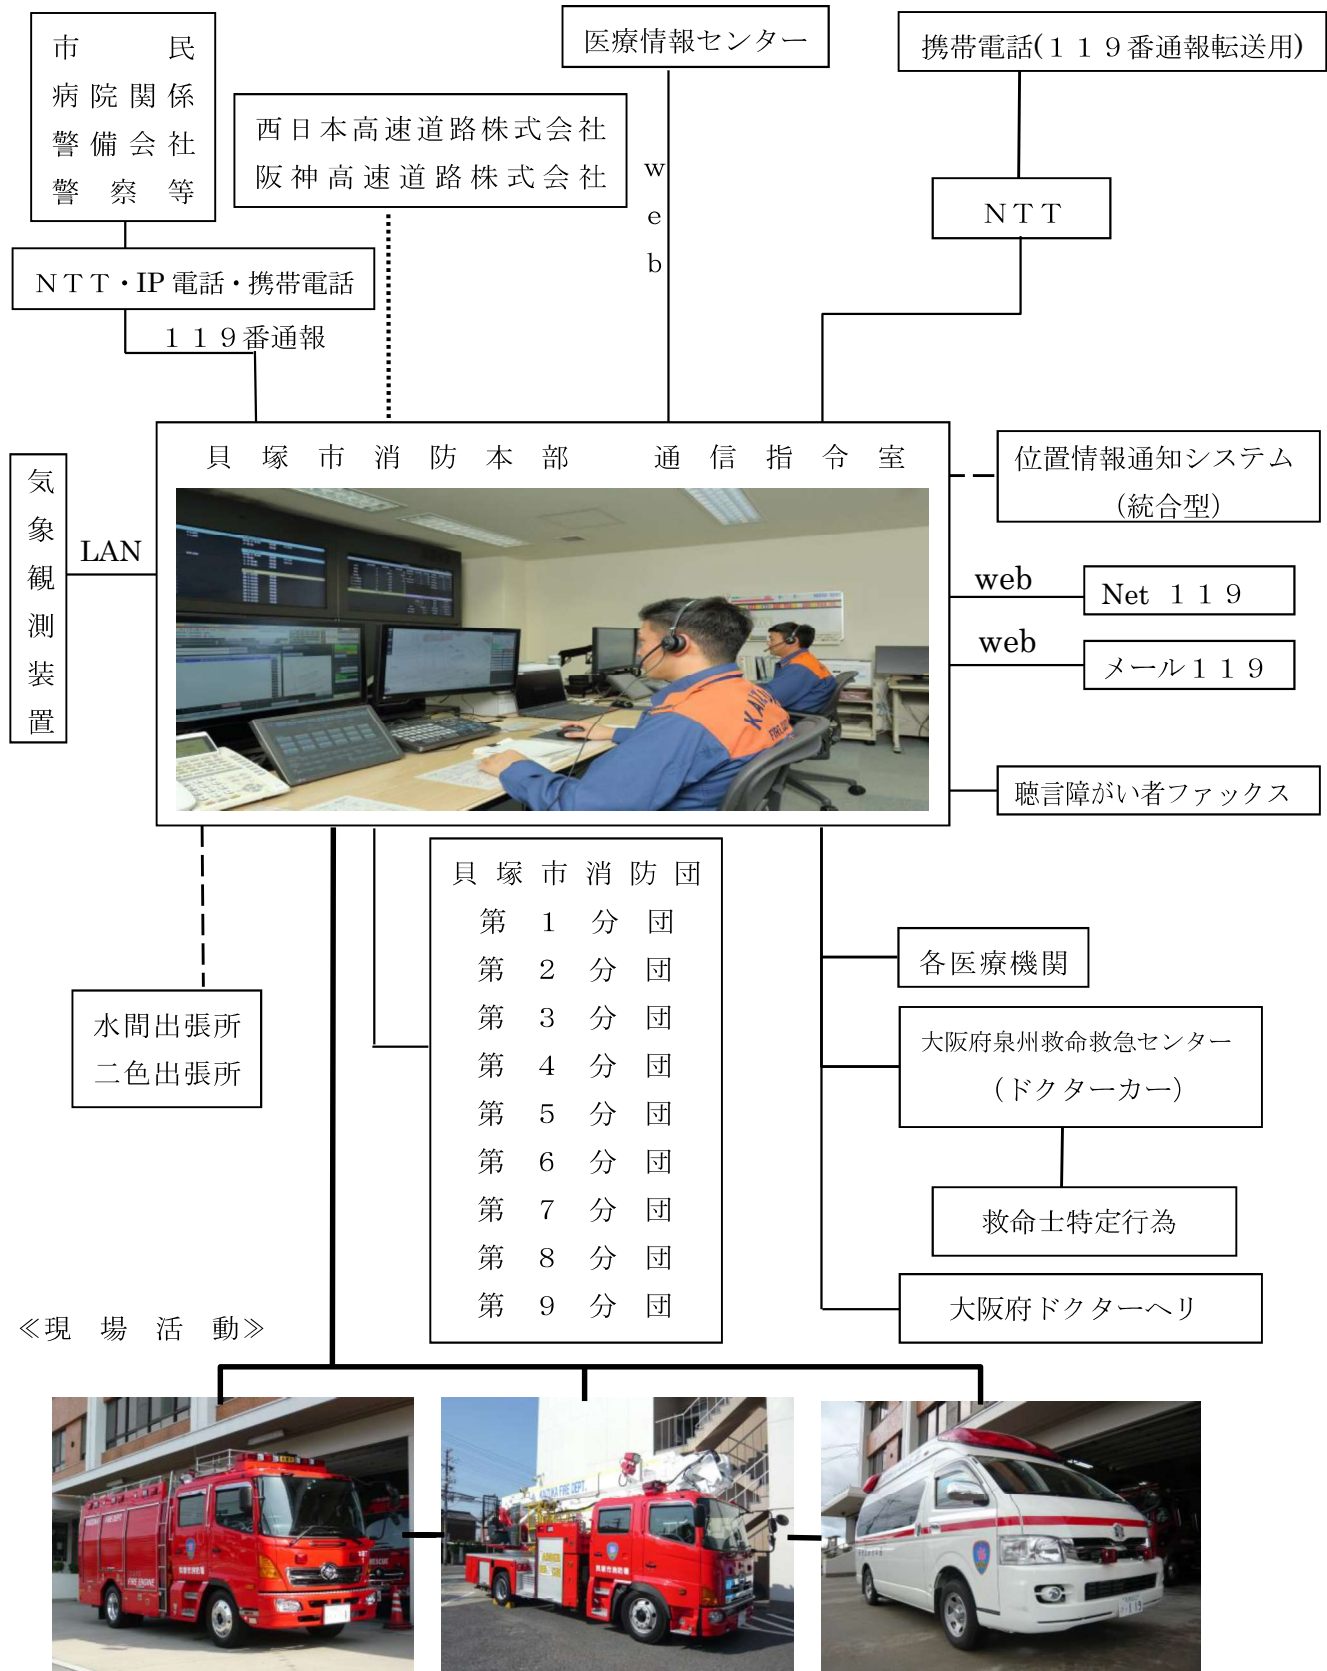 市民
病院関係
警備会社
警察等
西日本高速道路株式会社
阪神高速道路株式会社
医療情報センター
携帯電話(１１９番通報転送用)
ｗｅｂ
ＮＴＴ
ＮＴＴ・IP電話・携帯電話
１１９番通報
貝塚市消防本部　通信指令室
気象観測装置
LAN
位置情報通知システム
（統合型）
web
Net １１９
web
メール１１９
聴言障がい者ファックス
貝塚市消防団
第１分団
第２分団
第３分団
第４分団
第５分団
第６分団
第７分団
第８分団
第９分団
水間出張所
二色出張所
各医療機関
大阪府泉州救命救急センター
（ドクターカー）
救命士特定行為
大阪府ドクターヘリ
≪現場活動≫
FIRE ENGINE
KAIZUKA FIRE DEPT.